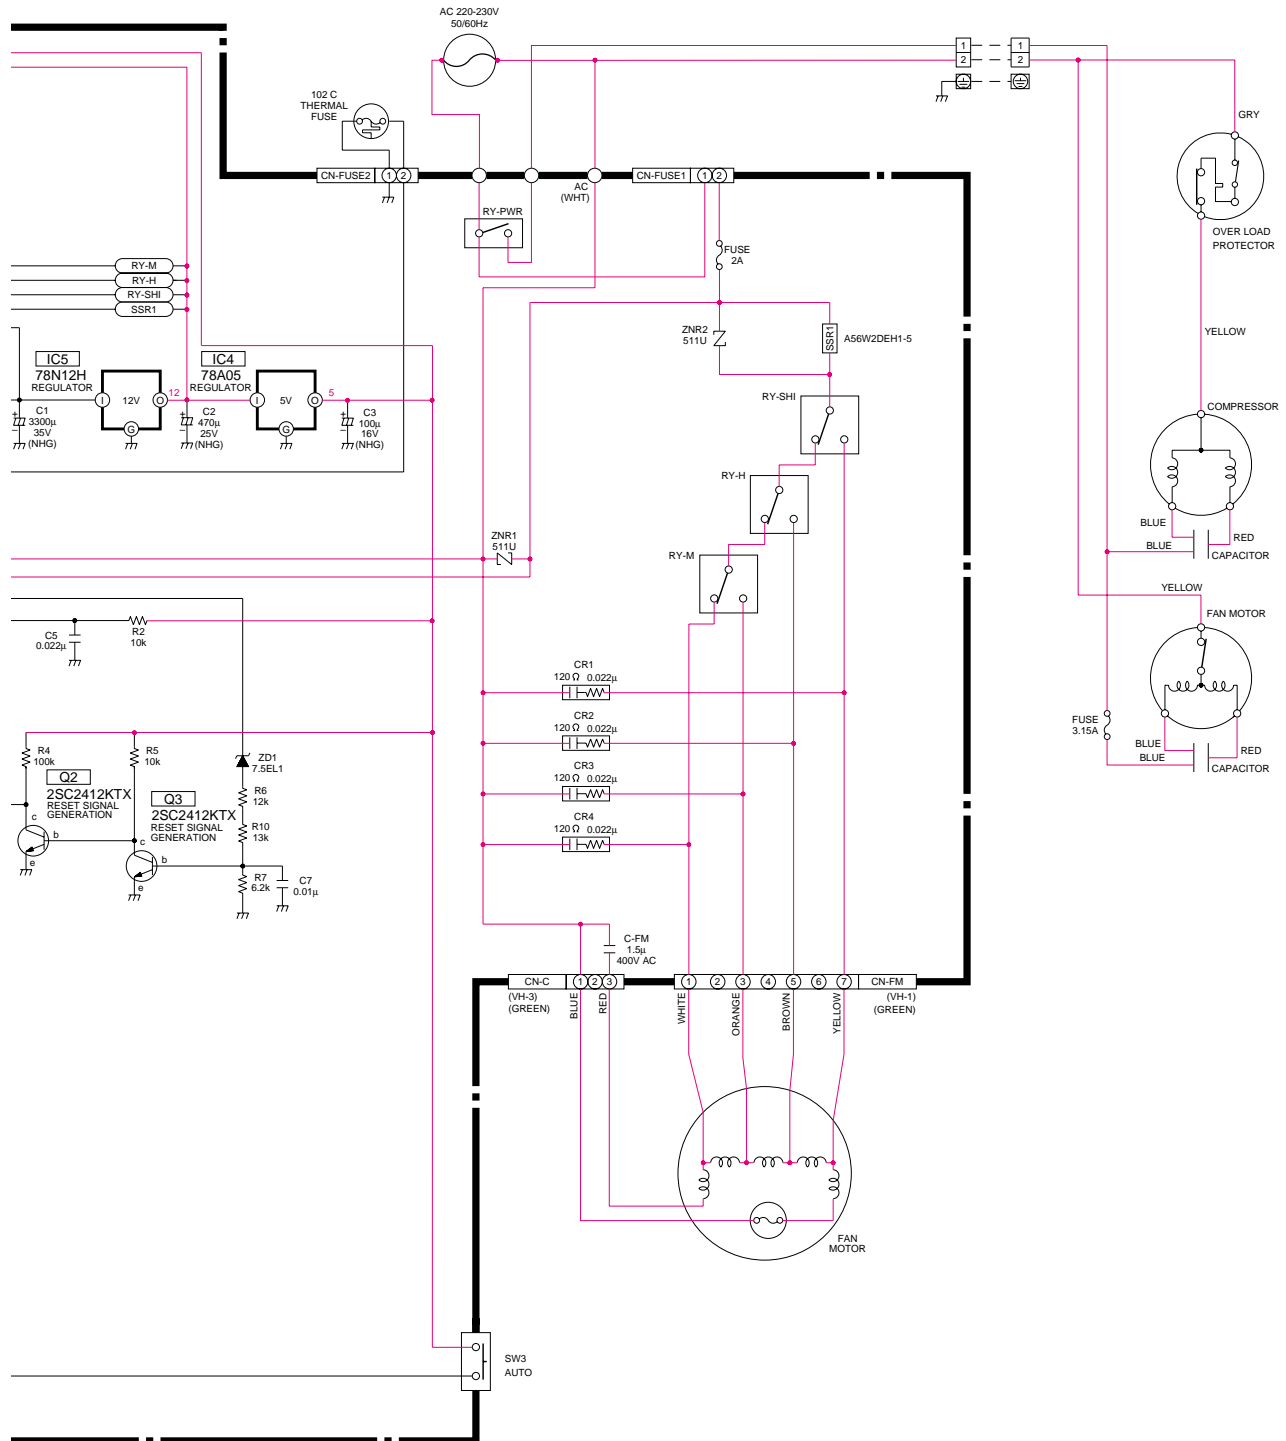 AC 220-230V
50/60Hz
1
2
1
2
102 C
THERMAL
FUSE
GRY
CN-FUSE2
1
2
AC
(WHT)
CN-FUSE1
1
2
RY-PWR
OVER LOAD
PROTECTOR
FUSE
2A
RY-M
RY-H
RY-SHI
SSR1
ZNR2
511U
SSR1
A56W2DEH1-5
YELLOW
IC5
78N12H
REGULATOR
IC4
78A05
REGULATOR
I
12V
O
G
12
I
5V
O
G
5
C1
3300µ
35V
(NHG)
C2
470µ
25V
(NHG)
C3
100µ
16V
(NHG)
RY-SHI
COMPRESSOR
RY-H
BLUE
BLUE
RED
CAPACITOR
ZNR1
511U
RY-M
YELLOW
FAN MOTOR
C5
0.022µ
R2
10k
CR1
120Ω 0.022µ
CR2
120Ω 0.022µ
CR3
120Ω 0.022µ
CR4
120Ω 0.022µ
FUSE
3.15A
BLUE
BLUE
RED
CAPACITOR
R4
100k
R5
10k
ZD1
7.5EL1
Q2
2SC2412KTX
RESET SIGNAL
GENERATION
Q3
2SC2412KTX
RESET SIGNAL
GENERATION
R6
12k
R10
13k
c
b
e
c
b
e
R7
6.2k
C7
0.01µ
C-FM
1.5µ
400V AC
CN-C
1
2
3
(VH-3)
(GREEN)
BLUE
RED
1
2
3
4
5
6
7
CN-FM
(VH-1)
(GREEN)
WHITE
ORANGE
BROWN
YELLOW
FAN
MOTOR
SW3
AUTO